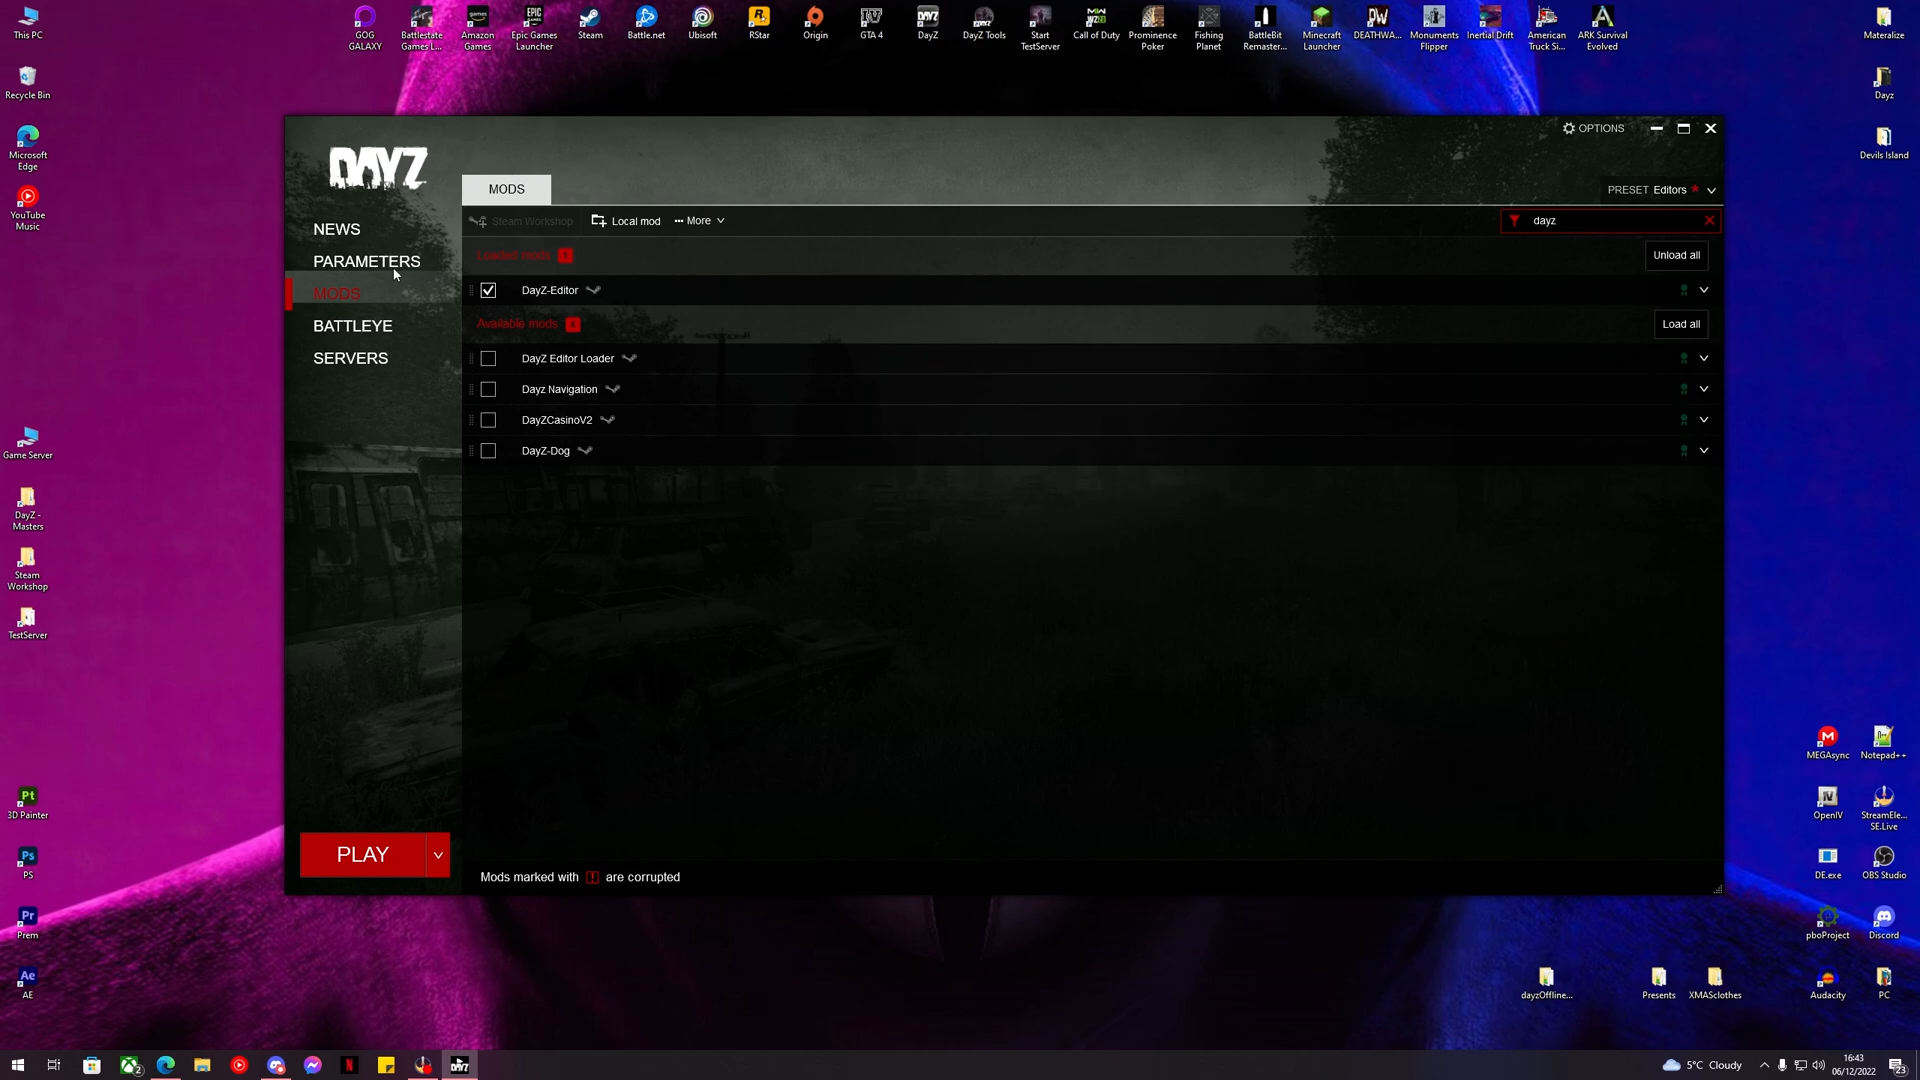 This PC
GOG
GALAXY
Battlestate
Games L...
Amazon
Games
Epic Games
Launcher
Steam
Battle.net
Ubisoft
RStar
Origin
GTA 4
DayZ
DayZ Tools
Start
TestServer
Call of Duty
Prominence
Poker
Fishing
Planet
BattleBit
Remaster...
Minecraft
Launcher
DEATHWA...
Monuments
Flipper
Inertial Drift
American
Truck Si...
ARK Survival
Evolved
Materalize
Recycle Bin
Dayz
Microsoft
Edge
Devils Island
YouTube
Music
Game Server
DayZ -
Masters
Steam
Workshop
TestServer
3D Painter
PS
Prem
AE
DAYZ
OPTIONS
MODS
PRESET Editors *
Steam Workshop
Local mod
••• More
dayz
NEWS
PARAMETERS
MODS
BATTLEYE
SERVERS
Loaded mods 1
Unload all
DayZ-Editor
Available mods 4
Load all
DayZ Editor Loader
Dayz Navigation
DayZCasinoV2
DayZ-Dog
PLAY
Mods marked with ! are corrupted
MEGAsync
Notepad++
OpenIV
StreamEle...
SE.Live
DE.exe
OBS Studio
pboProject
Discord
dayzOffline...
Presents
XMASclothes
Audacity
PC
5°C Cloudy
16:43
06/12/2022
23